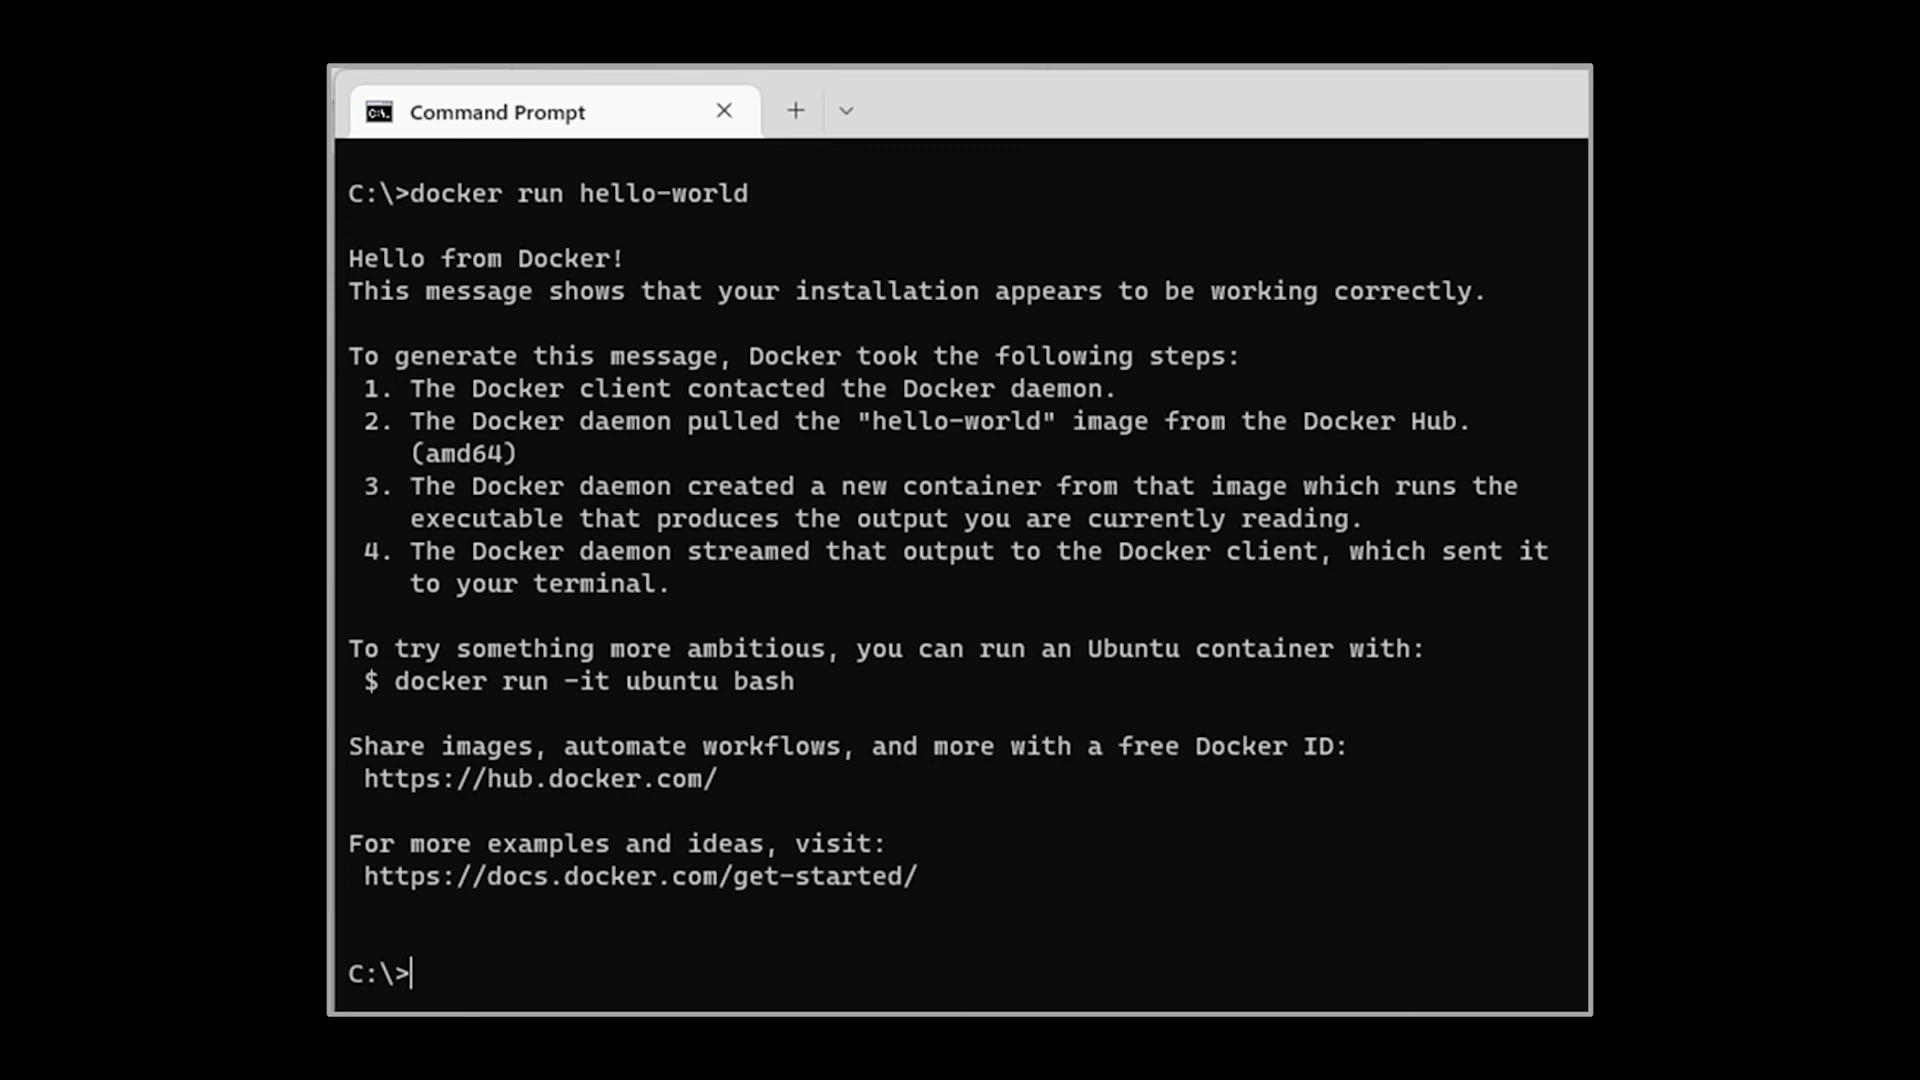 Command Prompt
C:\>docker run hello-world
Hello from Docker!
This message shows that your installation appears to be working correctly.
To generate this message, Docker took the following steps:
1. The Docker client contacted the Docker daemon.
2. The Docker daemon pulled the "hello-world" image from the Docker Hub.
(amd64)
3. The Docker daemon created a new container from that image which runs the
executable that produces the output you are currently reading.
4. The Docker daemon streamed that output to the Docker client, which sent it
to your terminal.
To try something more ambitious, you can run an Ubuntu container with:
$ docker run -it ubuntu bash
Share images, automate workflows, and more with a free Docker ID:
https://hub.docker.com/
For more examples and ideas, visit:
https://docs.docker.com/get-started/
C:\>